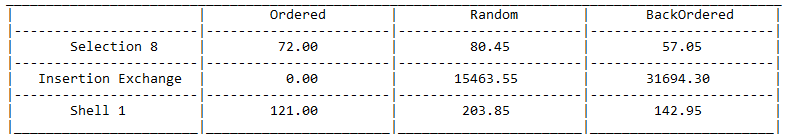 Ordered Random BackOrdered
Selection 8 72.00 80.45 57.05
Insertion Exchange 0.00 15463.55 31694.30
Shell 1 121.00 203.85 142.95